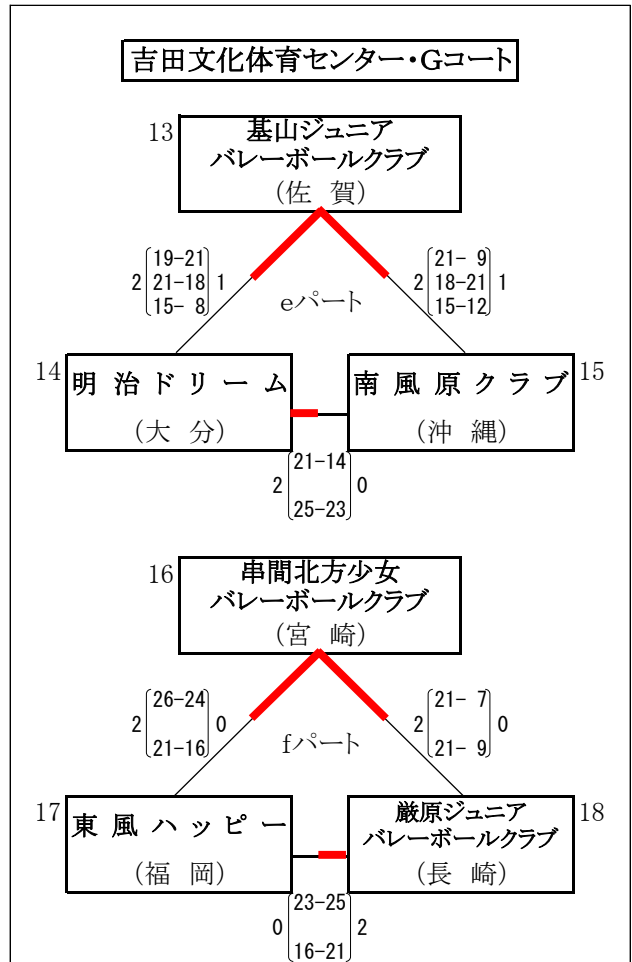 吉田文化体育センター・Gコート
13
基山ジュニア
バレーボールクラブ
(佐 賀)
2 19-21 1
21-18
15- 8
2 21- 9 1
18-21
15-12
eパート
14
明 治 ド リ ー ム
(大 分)
南 風 原 ク ラ ブ
(沖 縄)
15
2 21-14 0
25-23
16
串間北方少女
バレーボールクラブ
(宮 崎)
2 26-24 0
21-16
2 21- 7 0
21- 9
fパート
17
東 風 ハ ッ ピ ー
(福 岡)
厳原ジュニア
バレーボールクラブ
(長 崎)
18
0 23-25 2
16-21